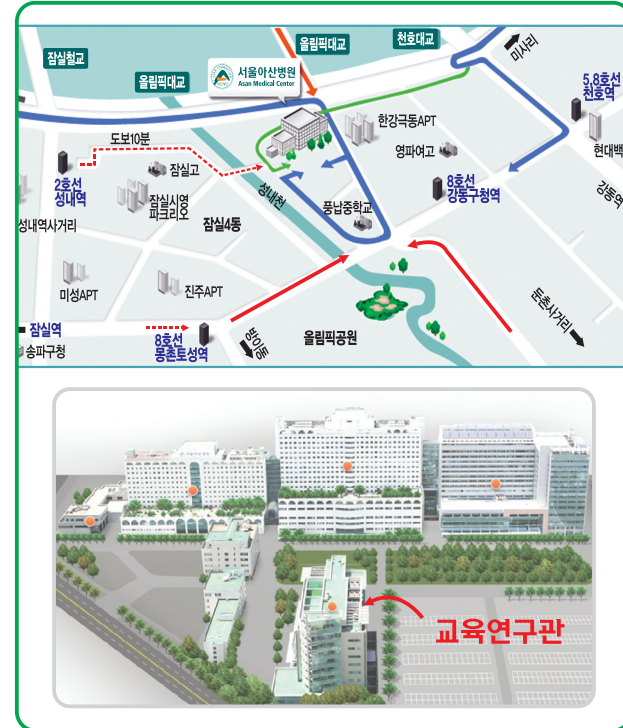 잠실철교
올림픽대교
서울아산병원
Asan Medical Center
올림픽대교
천호대교
미사리
5,8호선
천호역
현대백
강동역
한강극동APT
영파여고
8호선
강동구청역
도보10분
2호선
성내역
잠실고
잠실시영
파크리오
성내역사거리
잠실4동
성내천
풍납중학교
미성APT
진주APT
잠실역
송파구청
8호선
몽촌토성역
방이동
올림픽공원
둔촌사거리
교육연구관